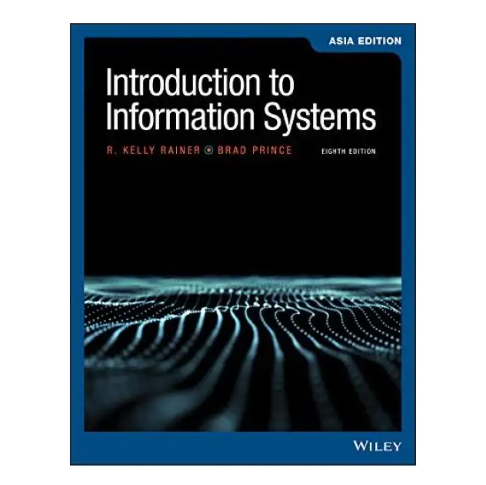 ASIA EDITION
Introduction to
Information Systems
R. KELLY RAINER BRAD PRINCE EIGHTH EDITION
WILEY